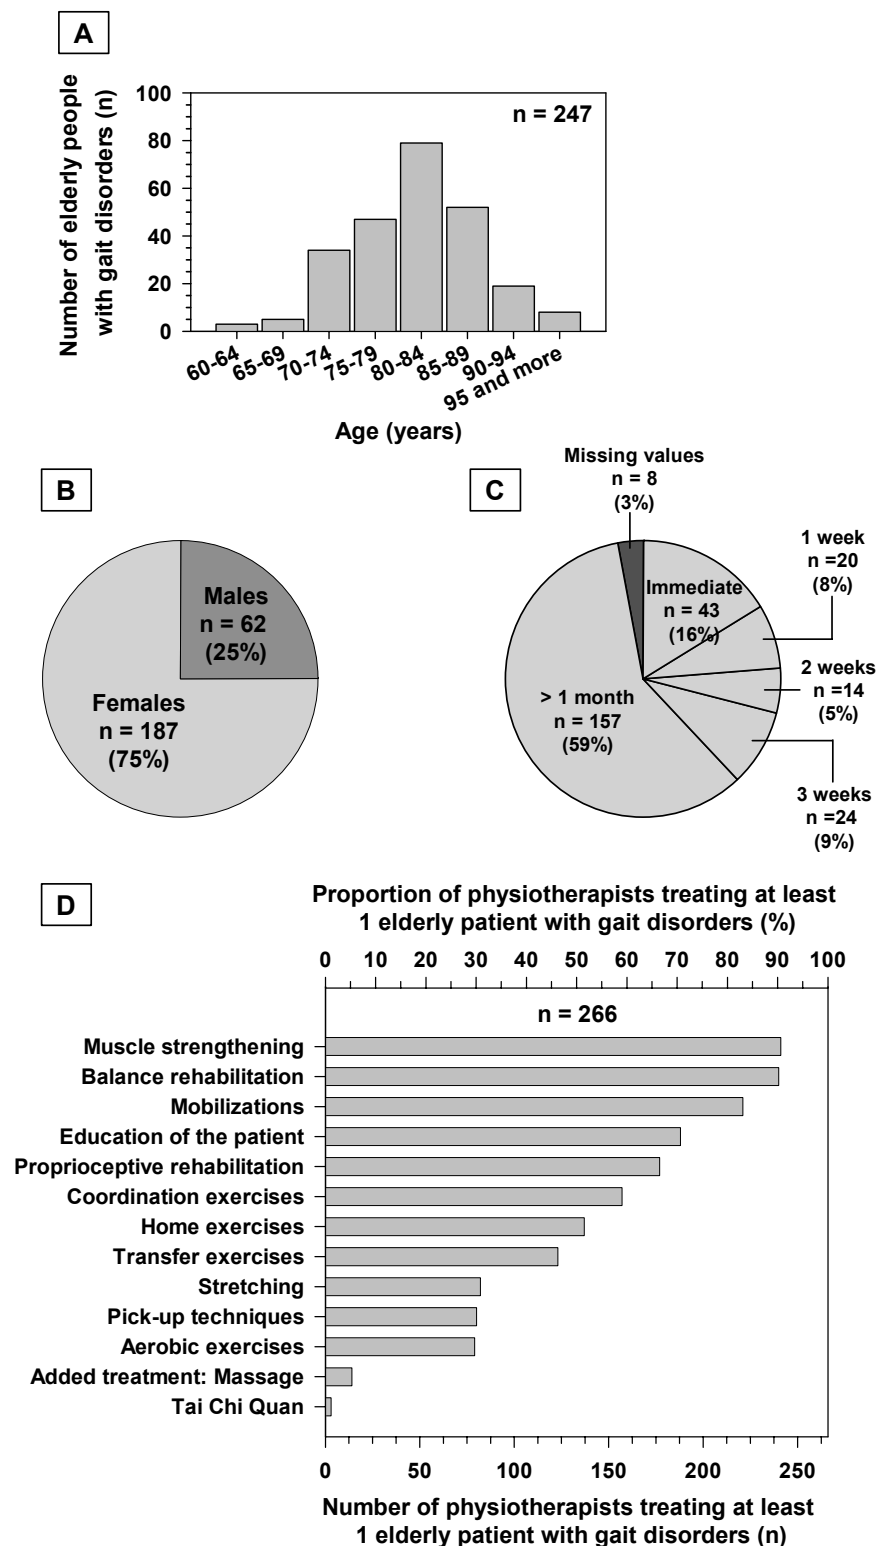 A
Number of elderly people
with gait disorders (n)
100
80
60
40
20
0
n = 247
60-64
65-69
70-74
75-79
80-84
85-89
90-94
95 and more
Age (years)
B
Males
n = 62
(25%)
Females
n = 187
(75%)
C
Missing values
n = 8
(3%)
Immediate
n = 43
(16%)
1 week
n =20
(8%)
2 weeks
n =14
(5%)
3 weeks
n =24
(9%)
> 1 month
n = 157
(59%)
D
Proportion of physiotherapists treating at least
1 elderly patient with gait disorders (%)
0 10 20 30 40 50 60 70 80 90 100
n = 266
Muscle strengthening
Balance rehabilitation
Mobilizations
Education of the patient
Proprioceptive rehabilitation
Coordination exercises
Home exercises
Transfer exercises
Stretching
Pick-up techniques
Aerobic exercises
Added treatment: Massage
Tai Chi Quan
0 50 100 150 200 250
Number of physiotherapists treating at least
1 elderly patient with gait disorders (n)